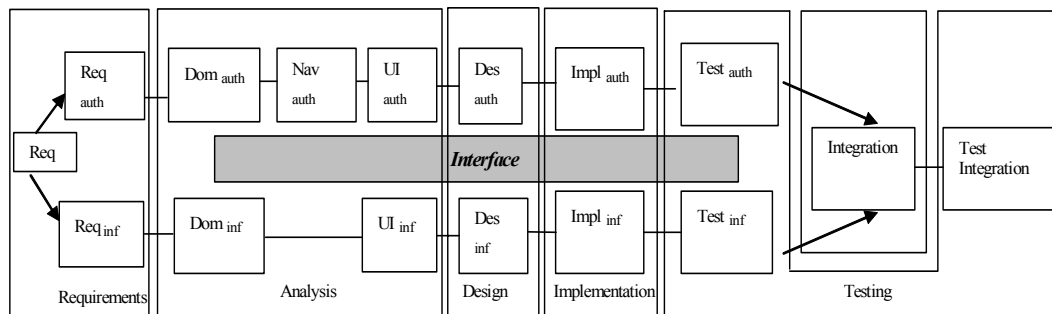 Req
auth
Dom auth
Nav
auth
UI
auth
Des
auth
Impl auth
Test auth
Req
Interface
Integration
Test
Integration
Req inf
Dom inf
UI inf
Des
inf
Impl inf
Test inf
Requirements
Analysis
Design
Implementation
Testing